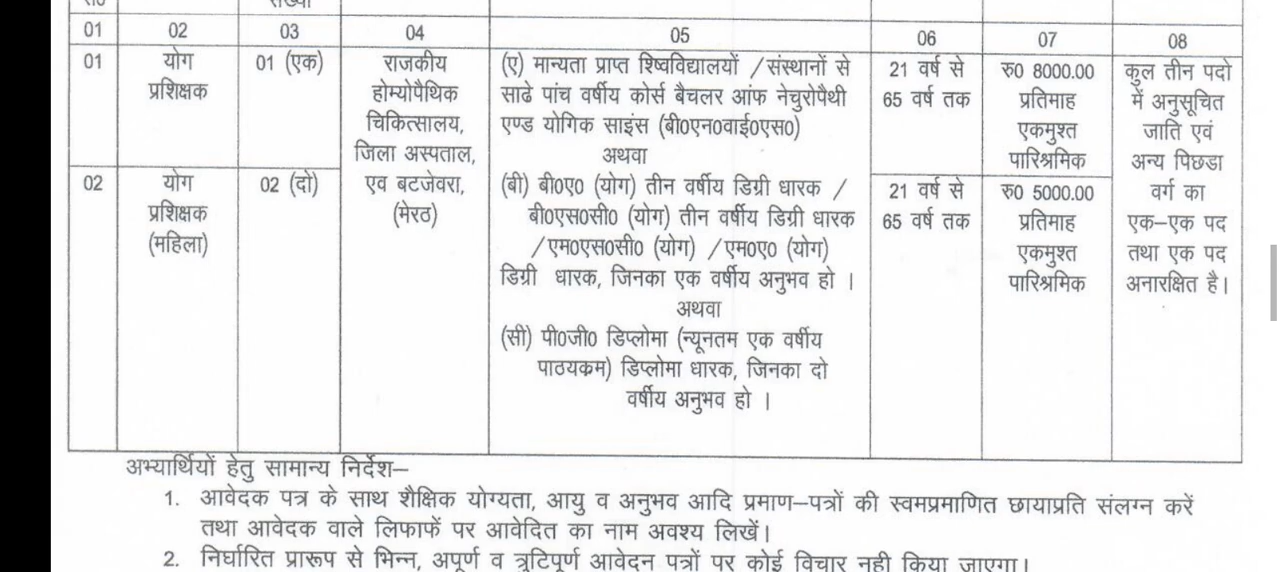 01 02 03 04 05 06 07 08
01 योग प्रशिक्षक 01 (एक)
राजकीय
होम्योपैथिक
चिकित्सालय,
जिला अस्पताल,
एव बटजेवरा,
(मेरठ)
(ए) मान्यता प्राप्त श्ष्विविद्यालयों / संस्थानों से
साढे पांच वर्षीय कोर्स बैचलर आंफ नेचुरोपैथी
एण्ड योगिक साइंस (बी0एन0वाई0एस0)
अथवा
(बी) बी0ए0 (योग) तीन वर्षीय डिग्री धारक /
बी0एस0सी0 (योग) तीन वर्षीय डिग्री धारक
/एम0एस0सी0 (योग) /एम0ए0 (योग)
डिग्री धारक, जिनका एक वर्षीय अनुभव हो ।
अथवा
(सी) पी0जी0 डिप्लोमा (न्यूनतम एक वर्षीय
पाठयक्रम) डिप्लोमा धारक, जिनका दो
वर्षीय अनुभव हो ।
21 वर्ष से
65 वर्ष तक
रु0 8000.00
प्रतिमाह
एकमुश्त
पारिश्रमिक
कुल तीन पदो
में अनुसूचित
जाति एवं
अन्य पिछडा
वर्ग का
एक–एक पद
तथा एक पद
अनारक्षित है।
02 योग प्रशिक्षक (महिला) 02 (दो)
21 वर्ष से
65 वर्ष तक
रु0 5000.00
प्रतिमाह
एकमुश्त
पारिश्रमिक
अभ्यार्थियों हेतु सामान्य निर्देश–
1. आवेदक पत्र के साथ शैक्षिक योग्यता, आयु व अनुभव आदि प्रमाण–पत्रों की स्वमप्रमाणित छायाप्रति संलग्न करें
तथा आवेदक वाले लिफाफें पर आवेदित का नाम अवश्य लिखें।
2. निर्धारित प्रारूप से भिन्न, अपूर्ण व त्रुटिपूर्ण आवेदन पत्रों पर कोई विचार नही किया जाएगा।